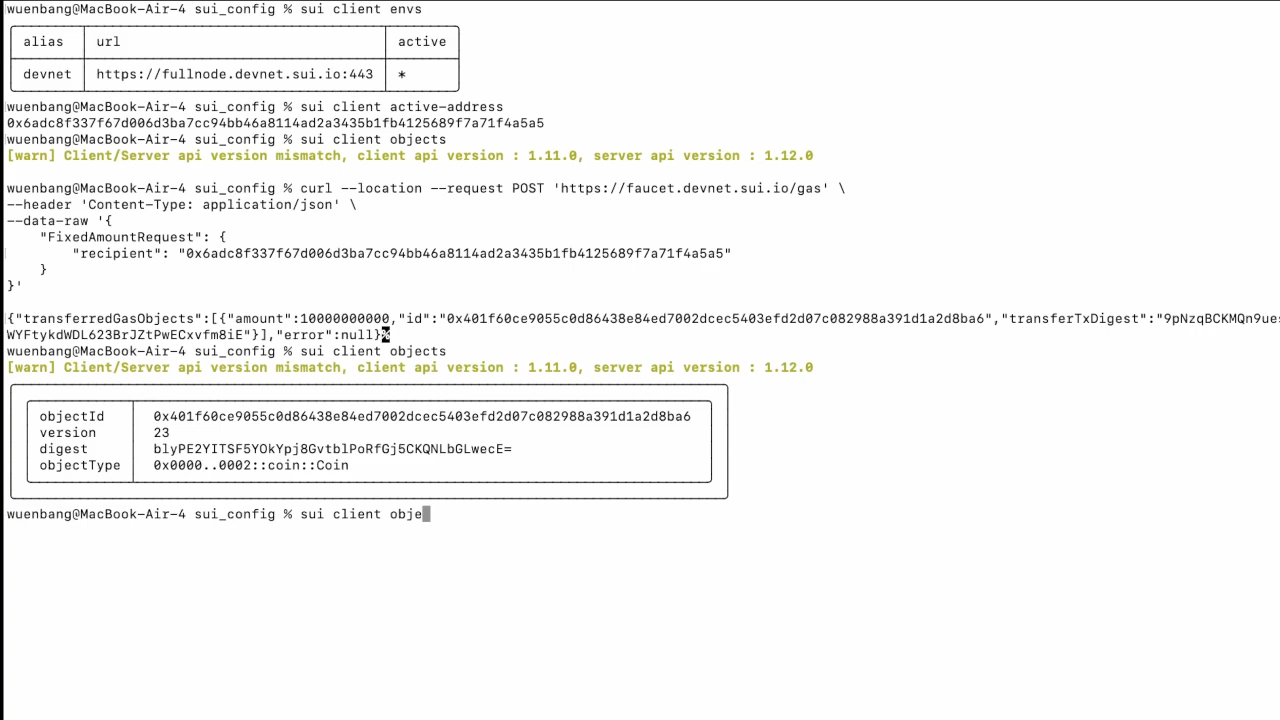 wuenbang@MacBook-Air-4 sui_config % sui client envs
alias url active
devnet https://fullnode.devnet.sui.io:443 *
wuenbang@MacBook-Air-4 sui_config % sui client active-address
0x6adc8f337f67d006d3ba7cc94bb46a8114ad2a3435b1fb4125689f7a71f4a5a5
wuenbang@MacBook-Air-4 sui_config % sui client objects
[warn] Client/Server api version mismatch, client api version : 1.11.0, server api version : 1.12.0
wuenbang@MacBook-Air-4 sui_config % curl --location --request POST 'https://faucet.devnet.sui.io/gas' \
--header 'Content-Type: application/json' \
--data-raw '{
"FixedAmountRequest": {
"recipient": "0x6adc8f337f67d006d3ba7cc94bb46a8114ad2a3435b1fb4125689f7a71f4a5a5"
}
}'
{"transferredGasObjects":[{"amount":10000000000,"id":"0x401f60ce9055c0d86438e84ed7002dcec5403efd2d07c082988a391d1a2d8ba6","transferTxDigest":"9pNzqBCKMQn9ues
WYFtykdWDL623BrJZtPwECxvfm8iE"}],"error":null}%
wuenbang@MacBook-Air-4 sui_config % sui client objects
[warn] Client/Server api version mismatch, client api version : 1.11.0, server api version : 1.12.0
objectId 0x401f60ce9055c0d86438e84ed7002dcec5403efd2d07c082988a391d1a2d8ba6
version 23
digest blyPE2YITSF5YOkYpj8GvtblPoRfGj5CKQNLbGLwecE=
objectType 0x0000..0002::coin::Coin
wuenbang@MacBook-Air-4 sui_config % sui client obje